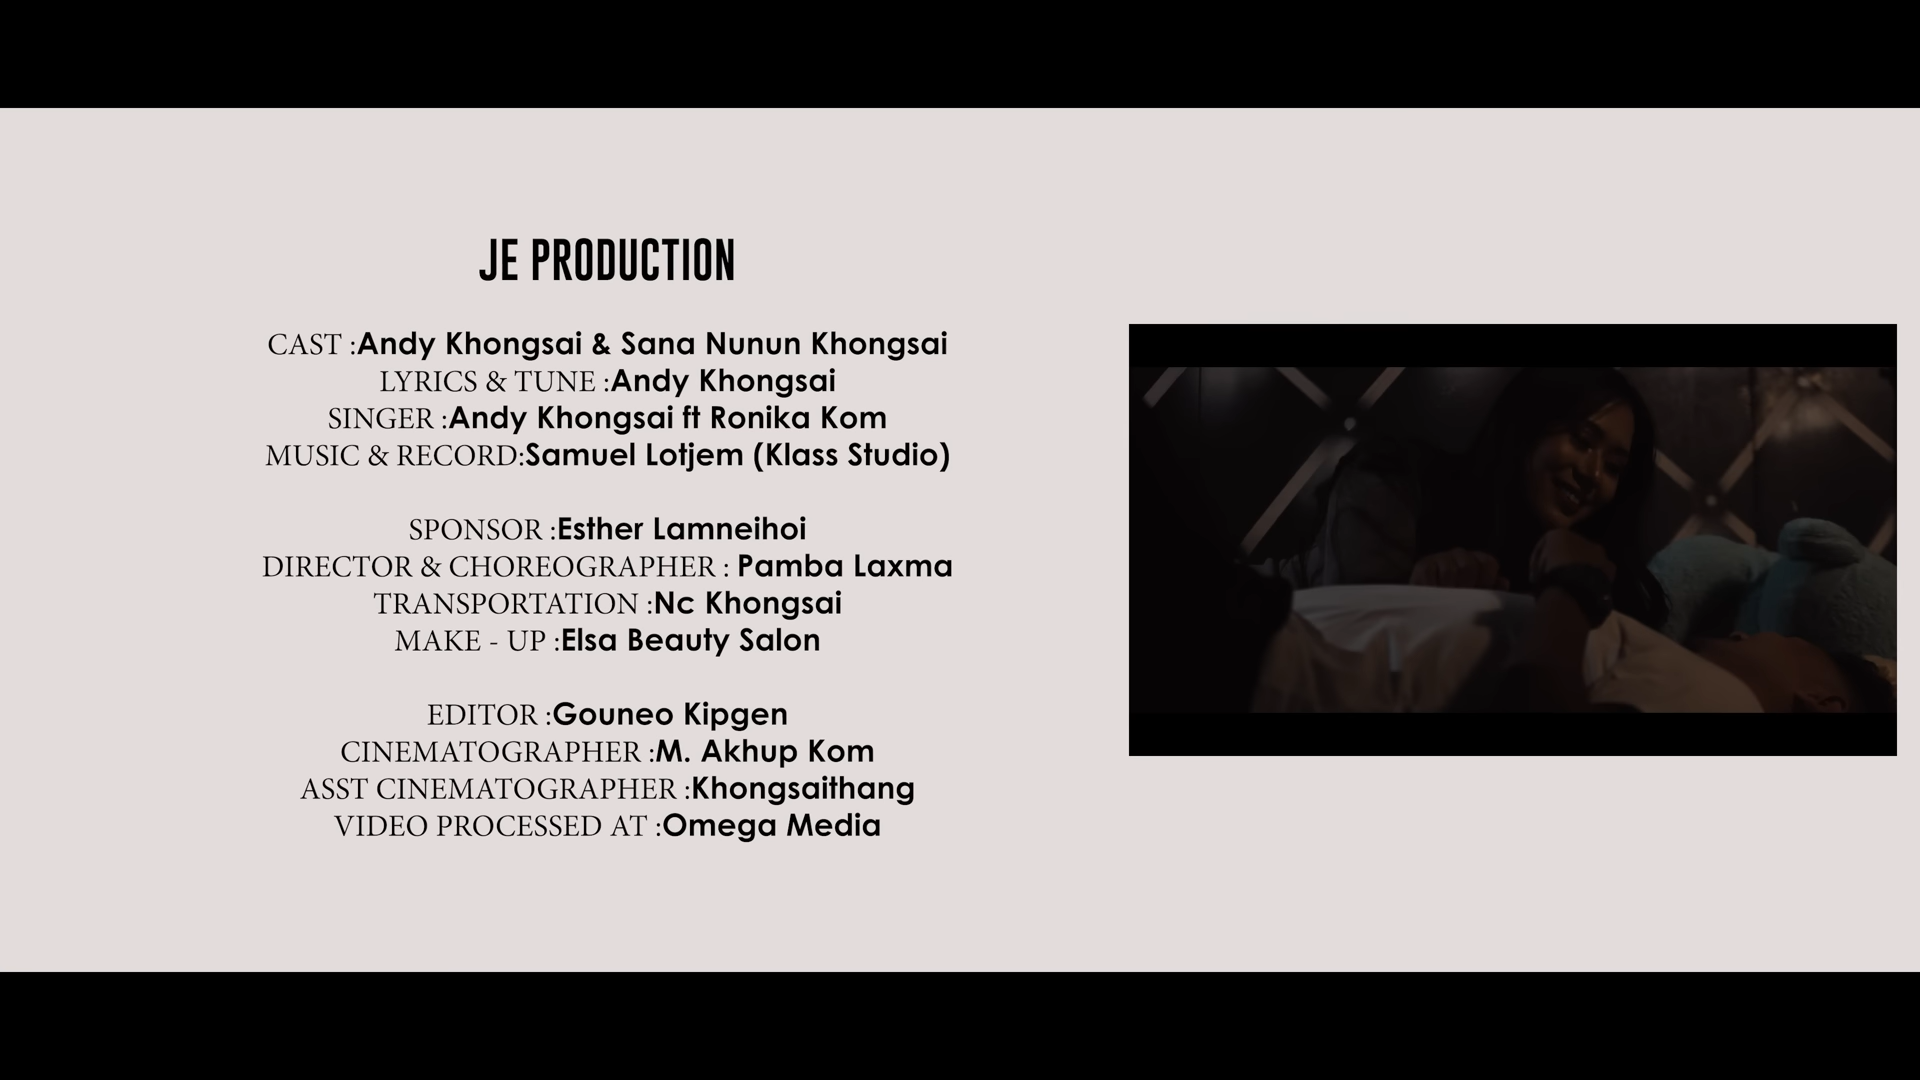 JE PRODUCTION
CAST :Andy Khongsai & Sana Nunun Khongsai
LYRICS & TUNE :Andy Khongsai
SINGER :Andy Khongsai ft Ronika Kom
MUSIC & RECORD:Samuel Lotjem (Klass Studio)
SPONSOR :Esther Lamneihoi
DIRECTOR & CHOREOGRAPHER : Pamba Laxma
TRANSPORTATION :Nc Khongsai
MAKE - UP :Elsa Beauty Salon
EDITOR :Gouneo Kipgen
CINEMATOGRAPHER :M. Akhup Kom
ASST CINEMATOGRAPHER :Khongsaithang
VIDEO PROCESSED AT :Omega Media